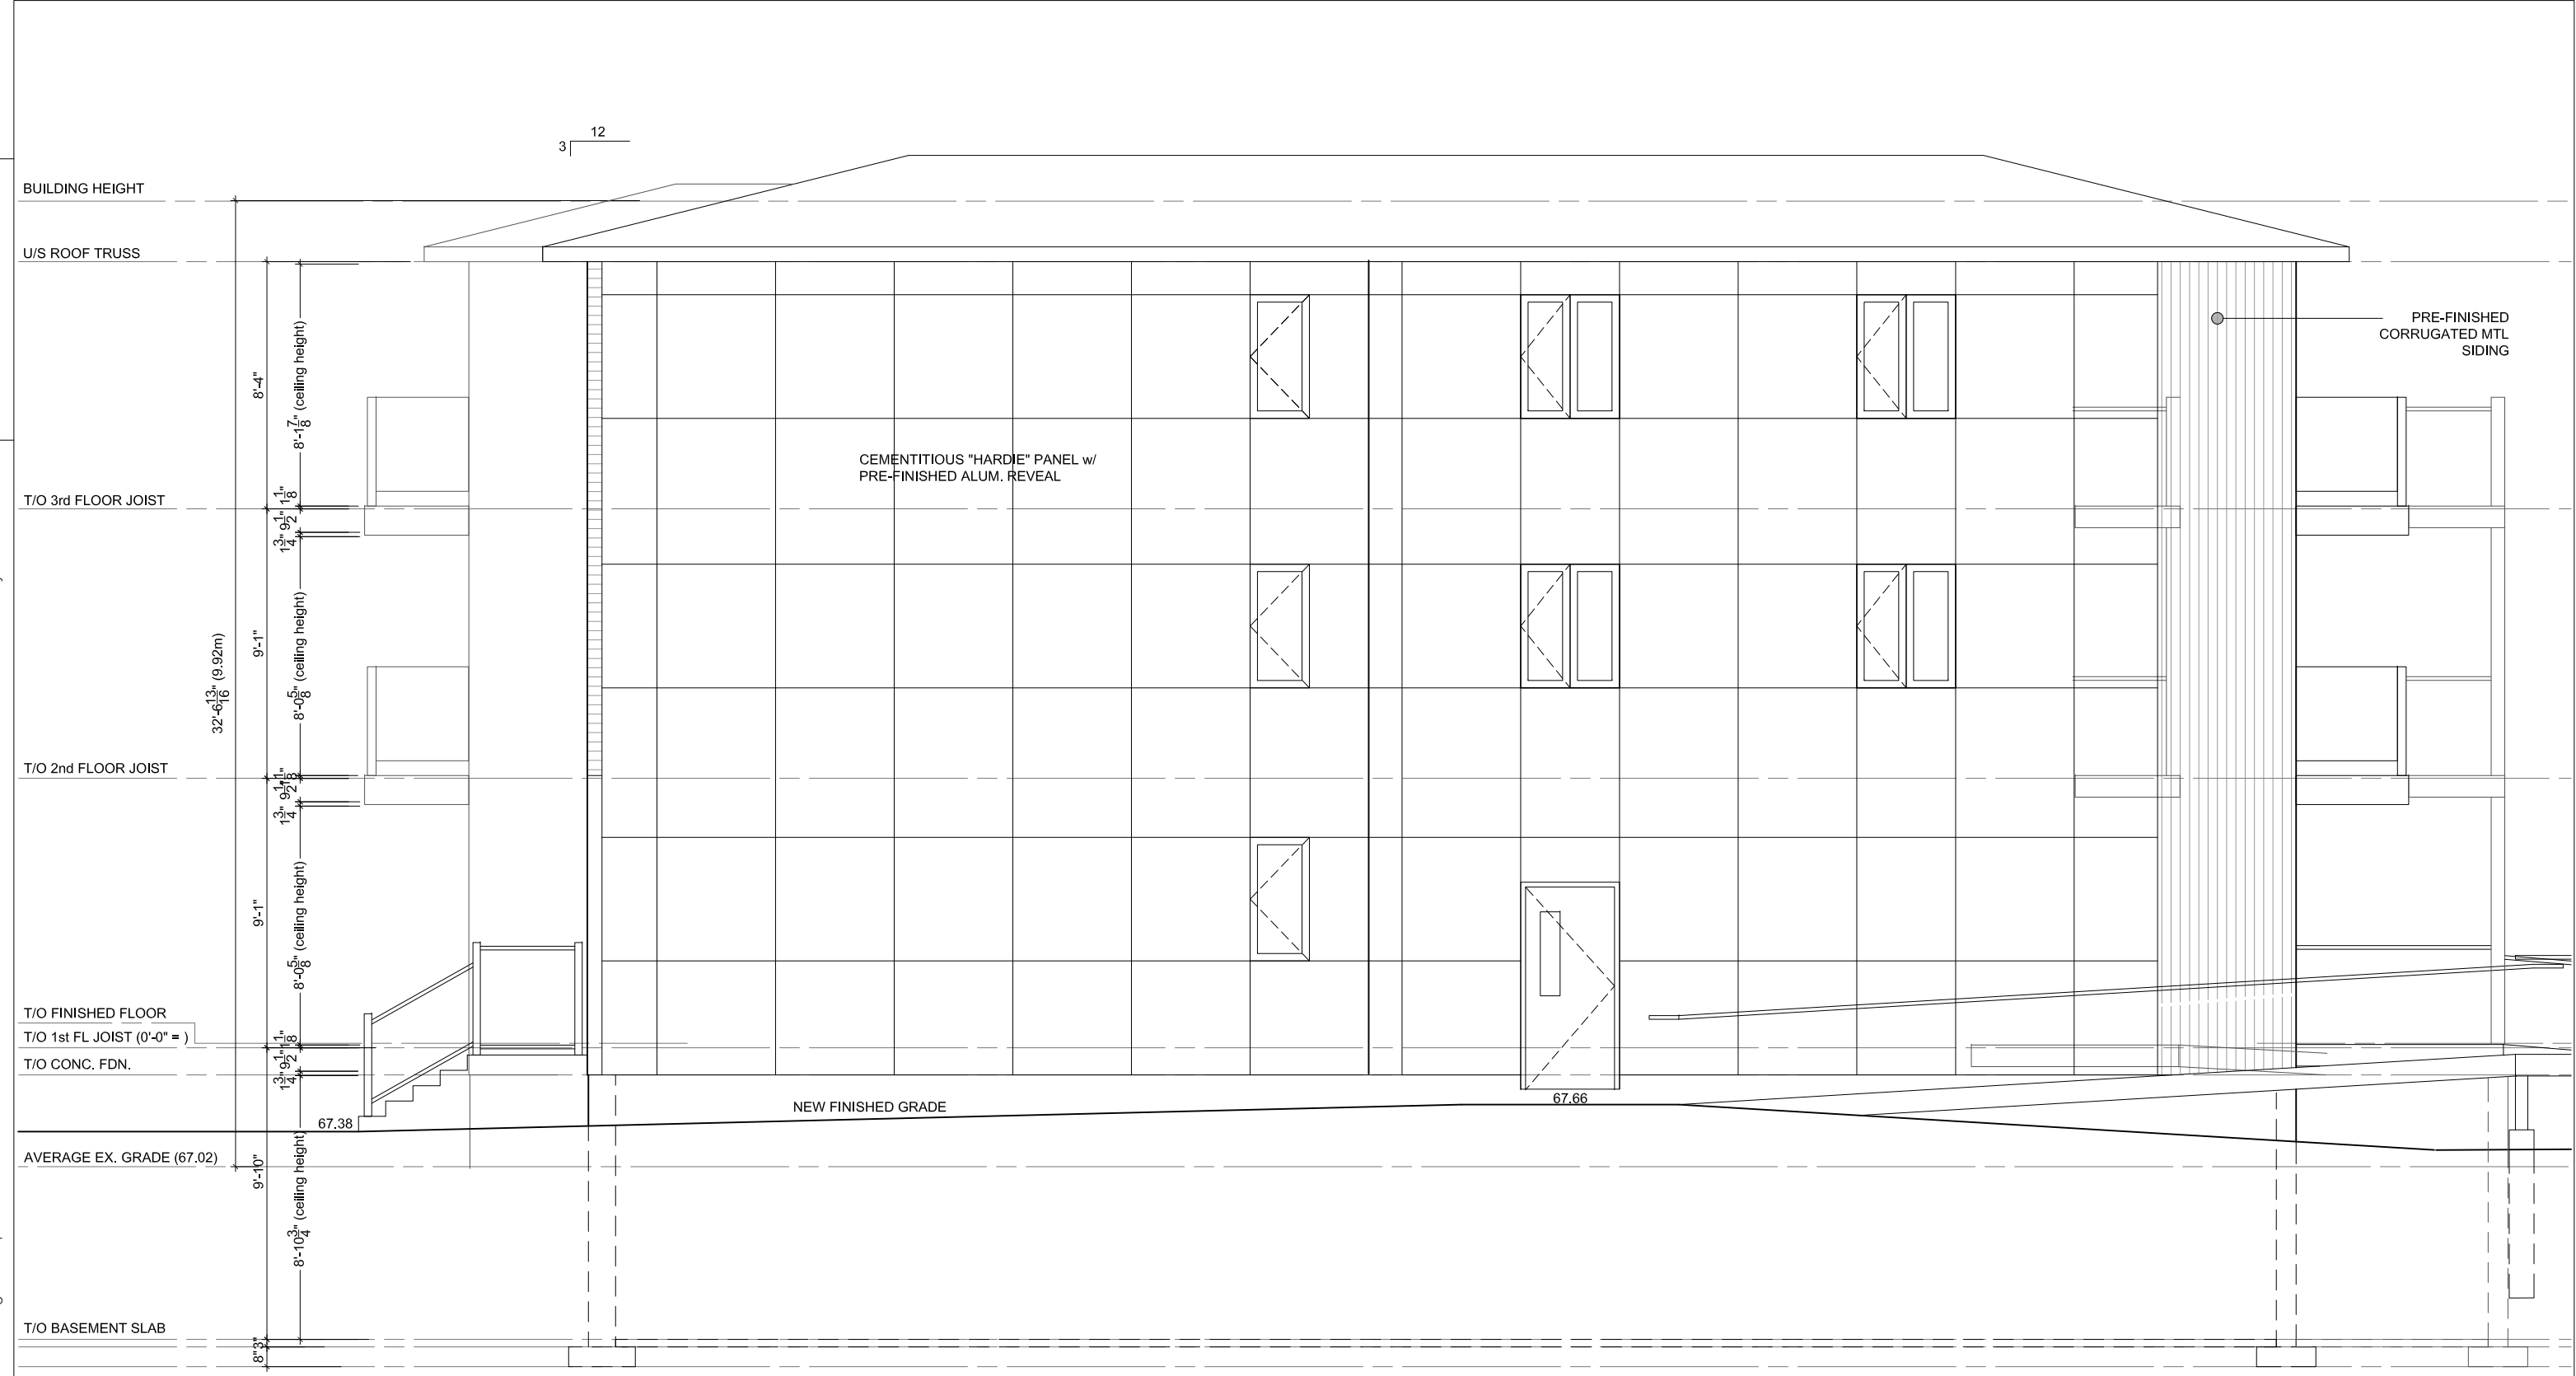 12
3
BUILDING HEIGHT
U/S ROOF TRUSS
PRE-FINISHED
CORRUGATED MTL
SIDING
8'-4"
8'-1 7/8" (ceiling height)
CEMENTITIOUS "HARDIE" PANEL w/
PRE-FINISHED ALUM. REVEAL
T/O 3rd FLOOR JOIST
1 1/8"
9 1/2"
1 3/4"
32'-6 13/16" (9.92m)
9'-1"
8'-0 5/8" (ceiling height)
T/O 2nd FLOOR JOIST
1 1/8"
9 1/2"
1 3/4"
9'-1"
8'-0 5/8" (ceiling height)
T/O FINISHED FLOOR
T/O 1st FL JOIST (0'-0" = )
T/O CONC. FDN.
1 1/8"
9 1/2"
1 3/4"
NEW FINISHED GRADE
67.66
67.38
AVERAGE EX. GRADE (67.02)
9'-10"
8'-10 3/4" (ceiling height)
T/O BASEMENT SLAB
3"
8"